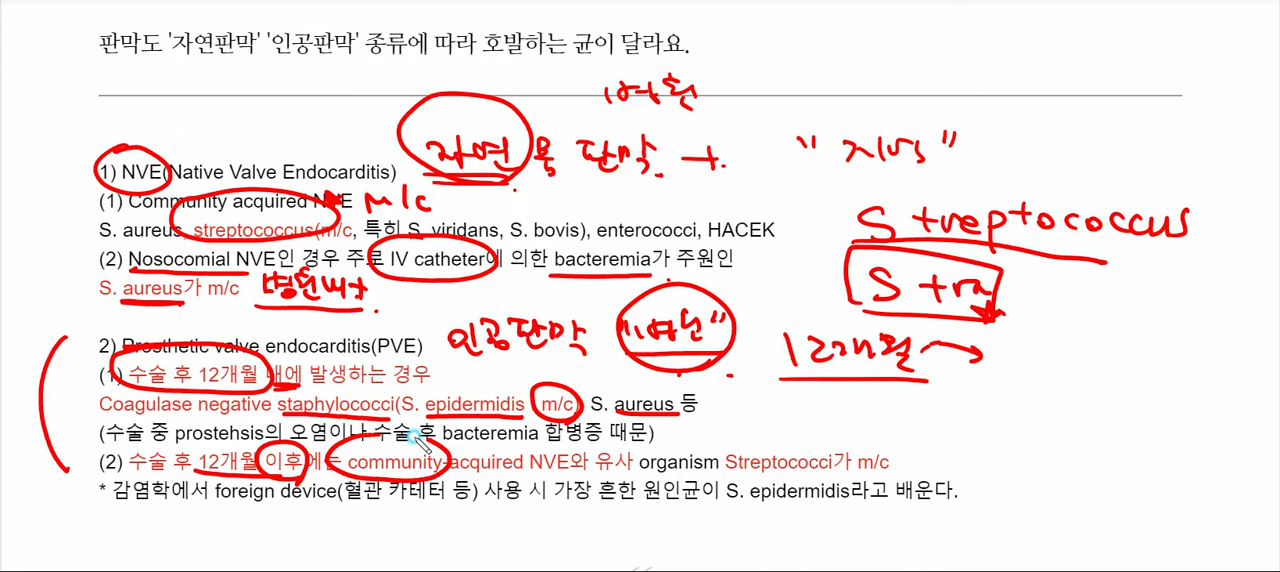 판막도 '자연판막' '인공판막' 종류에 따라 호발하는 균이 달라요.
1년
자연 판막 +
"지역"
1) NVE(Native Valve Endocarditis)
(1) Community acquired NVE
m/c
Streptococcus
S. aureus, streptococcus(m/c, 특히 S. viridans, S. bovis), enterococci, HACEK
(2) Nosocomial NVE인 경우 주로 IV catheter에 의한 bacteremia가 주원인
S. aureus가 m/c
병원
인공판막 "1년"
12개월 →
2) Prosthetic valve endocarditis(PVE)
(1) 수술 후 12개월 내에 발생하는 경우
Coagulase negative staphylococci(S. epidermidis m/c) S. aureus 등
(수술 중 prostehsis의 오염이나 수술 후 bacteremia 합병증 때문)
(2) 수술 후 12개월 이후에는 community-acquired NVE와 유사 organism Streptococci가 m/c
* 감염학에서 foreign device(혈관 카테터 등) 사용 시 가장 흔한 원인균이 S. epidermidis라고 배운다.